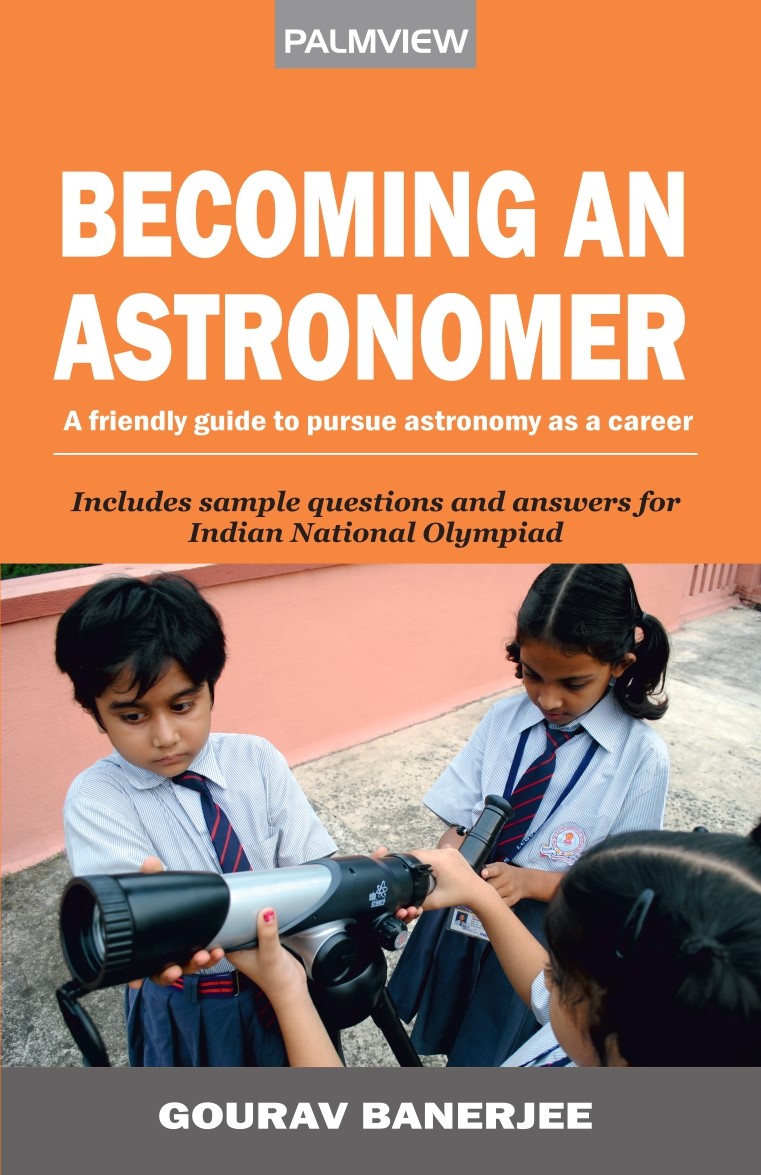 PALMVIEW
BECOMING AN
ASTRONOMER
A friendly guide to pursue astronomy as a career
Includes sample questions and answers for
Indian National Olympiad
GOURAV BANERJEE